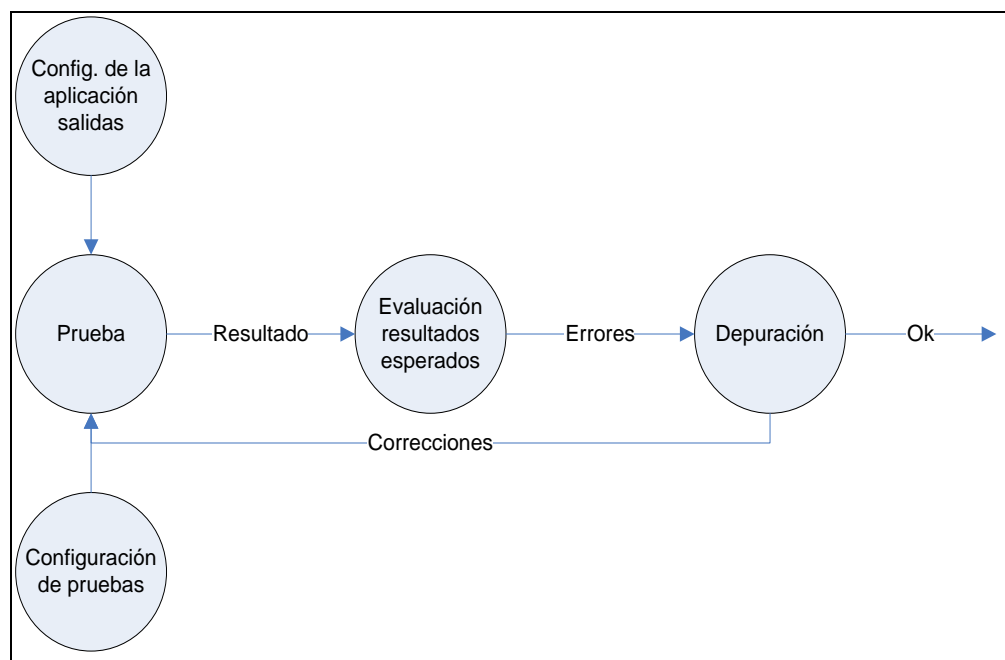 Config. de la
aplicación
salidas
Prueba
Resultado
Evaluación
resultados
esperados
Errores
Depuración
Ok
Correcciones
Configuración
de pruebas